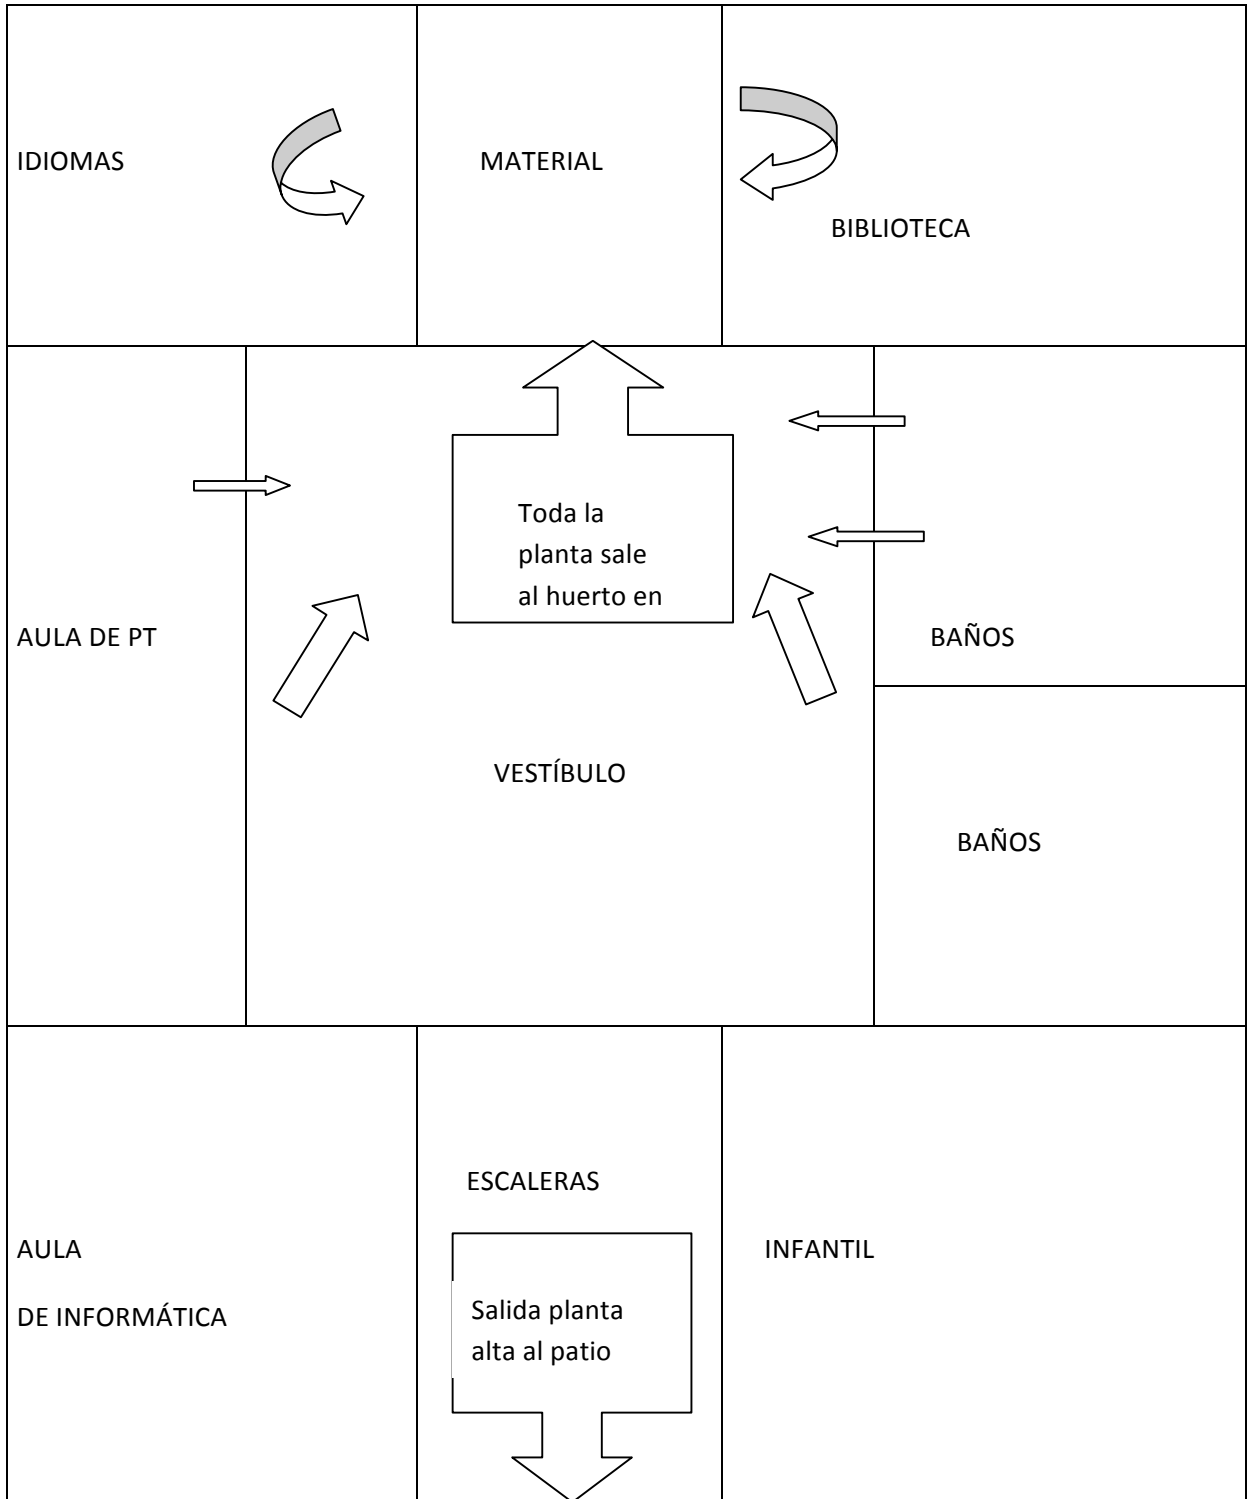 IDIOMAS
MATERIAL
BIBLIOTECA
Toda la
planta sale
al huerto en
AULA DE PT
BAÑOS
VESTÍBULO
BAÑOS
ESCALERAS
AULA
DE INFORMÁTICA
INFANTIL
Salida planta
alta al patio